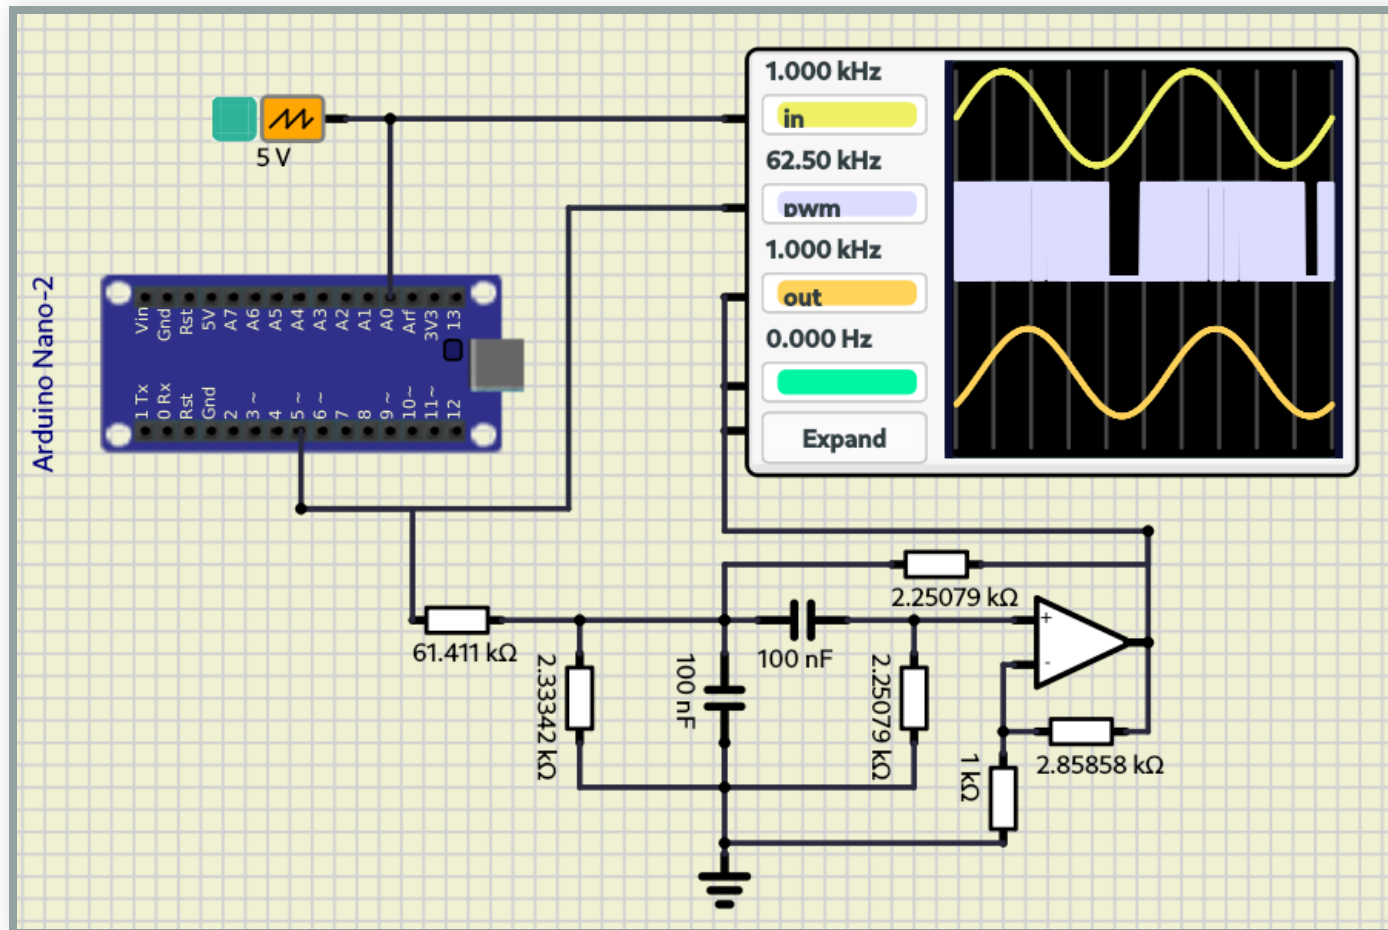 1.000 kHz
in
62.50 kHz
pwm
1.000 kHz
out
0.000 Hz
Expand
5 V
Arduino Nano-2
Vin
Gnd
Rst
5V
A7
A6
A5
A4
A3
A2
A1
A0
Arf
3V3
13
1 Tx
0 Rx
Rst
Gnd
2
3 ~
4
5 ~
6 ~
7
8
9 ~
10~
11 ~
12
2.25079 kΩ
61.411 kΩ
2.33342 kΩ
100 nF
100 nF
2.25079 kΩ
+
-
1 kΩ
2.85858 kΩ